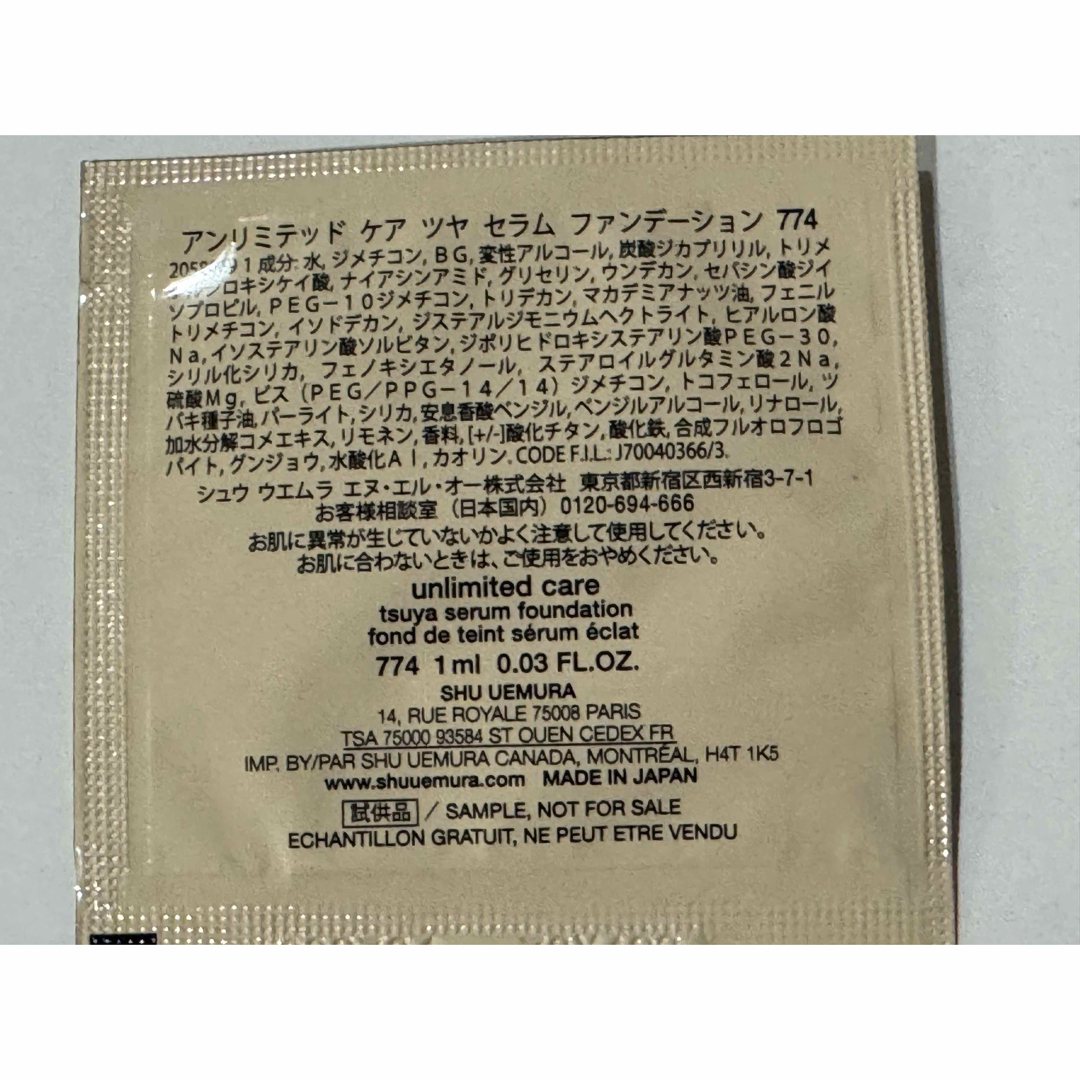 アンリミテッド ケア ツヤ セラム ファンデーション 774
1 成分: 水, ジメチコン, BG, 変性アルコール, 炭酸ジカプリリル, トリメ
ロキシケイ酸, ナイアシンアミド, グリセリン, ウンデカン, セバシン酸ジイ
ソプロピル, PEG－10ジメチコン, トリデカン, マカデミアナッツ油, フェニル
トリメチコン, イソドデカン, ジステアルジモニウムヘクトライト, ヒアルロン酸
Na, イソステアリン酸ソルビタン, ジポリヒドロキシステアリン酸PEG－30,
シリル化シリカ, フェノキシエタノール, ステアロイルグルタミン酸2Na,
硫酸Mg, ビス（PEG／PPG－14／14）ジメチコン, トコフェロール, ツ
バキ種子油, パーライト, シリカ, 安息香酸ベンジル, ベンジルアルコール, リナロール,
加水分解コメエキス, リモネン, 香料, [+/-]酸化チタン, 酸化鉄, 合成フルオロフロゴ
パイト, グンジョウ, 水酸化Al, カオリン. CODE F.I.L.: J70040366/3.
シュウ ウエムラ エヌ・エル・オー株式会社 東京都新宿区西新宿3-7-1
お客様相談室（日本国内）0120-694-666
お肌に異常が生じていないかよく注意して使用してください。
お肌に合わないときは、ご使用をおやめください。
unlimited care
tsuya serum foundation
fond de teint sérum éclat
774 1 ml 0.03 FL.OZ.
SHU UEMURA
14, RUE ROYALE 75008 PARIS
TSA 75000 93584 ST OUEN CEDEX FR
IMP. BY/PAR SHU UEMURA CANADA, MONTRÉAL, H4T 1K5
www.shuuemura.com MADE IN JAPAN
試供品 / SAMPLE, NOT FOR SALE
ECHANTILLON GRATUIT, NE PEUT ETRE VENDU